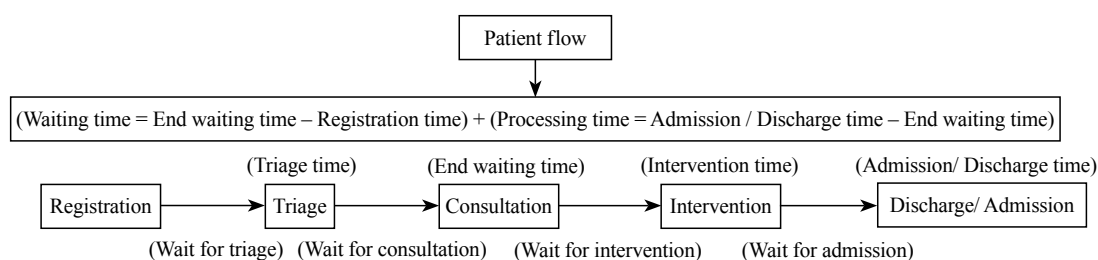 Patient flow
(Waiting time = End waiting time – Registration time) + (Processing time = Admission / Discharge time – End waiting time)
(Triage time) (End waiting time) (Intervention time) (Admission/ Discharge time)
Registration Triage Consultation Intervention Discharge/ Admission
(Wait for triage) (Wait for consultation) (Wait for intervention) (Wait for admission)